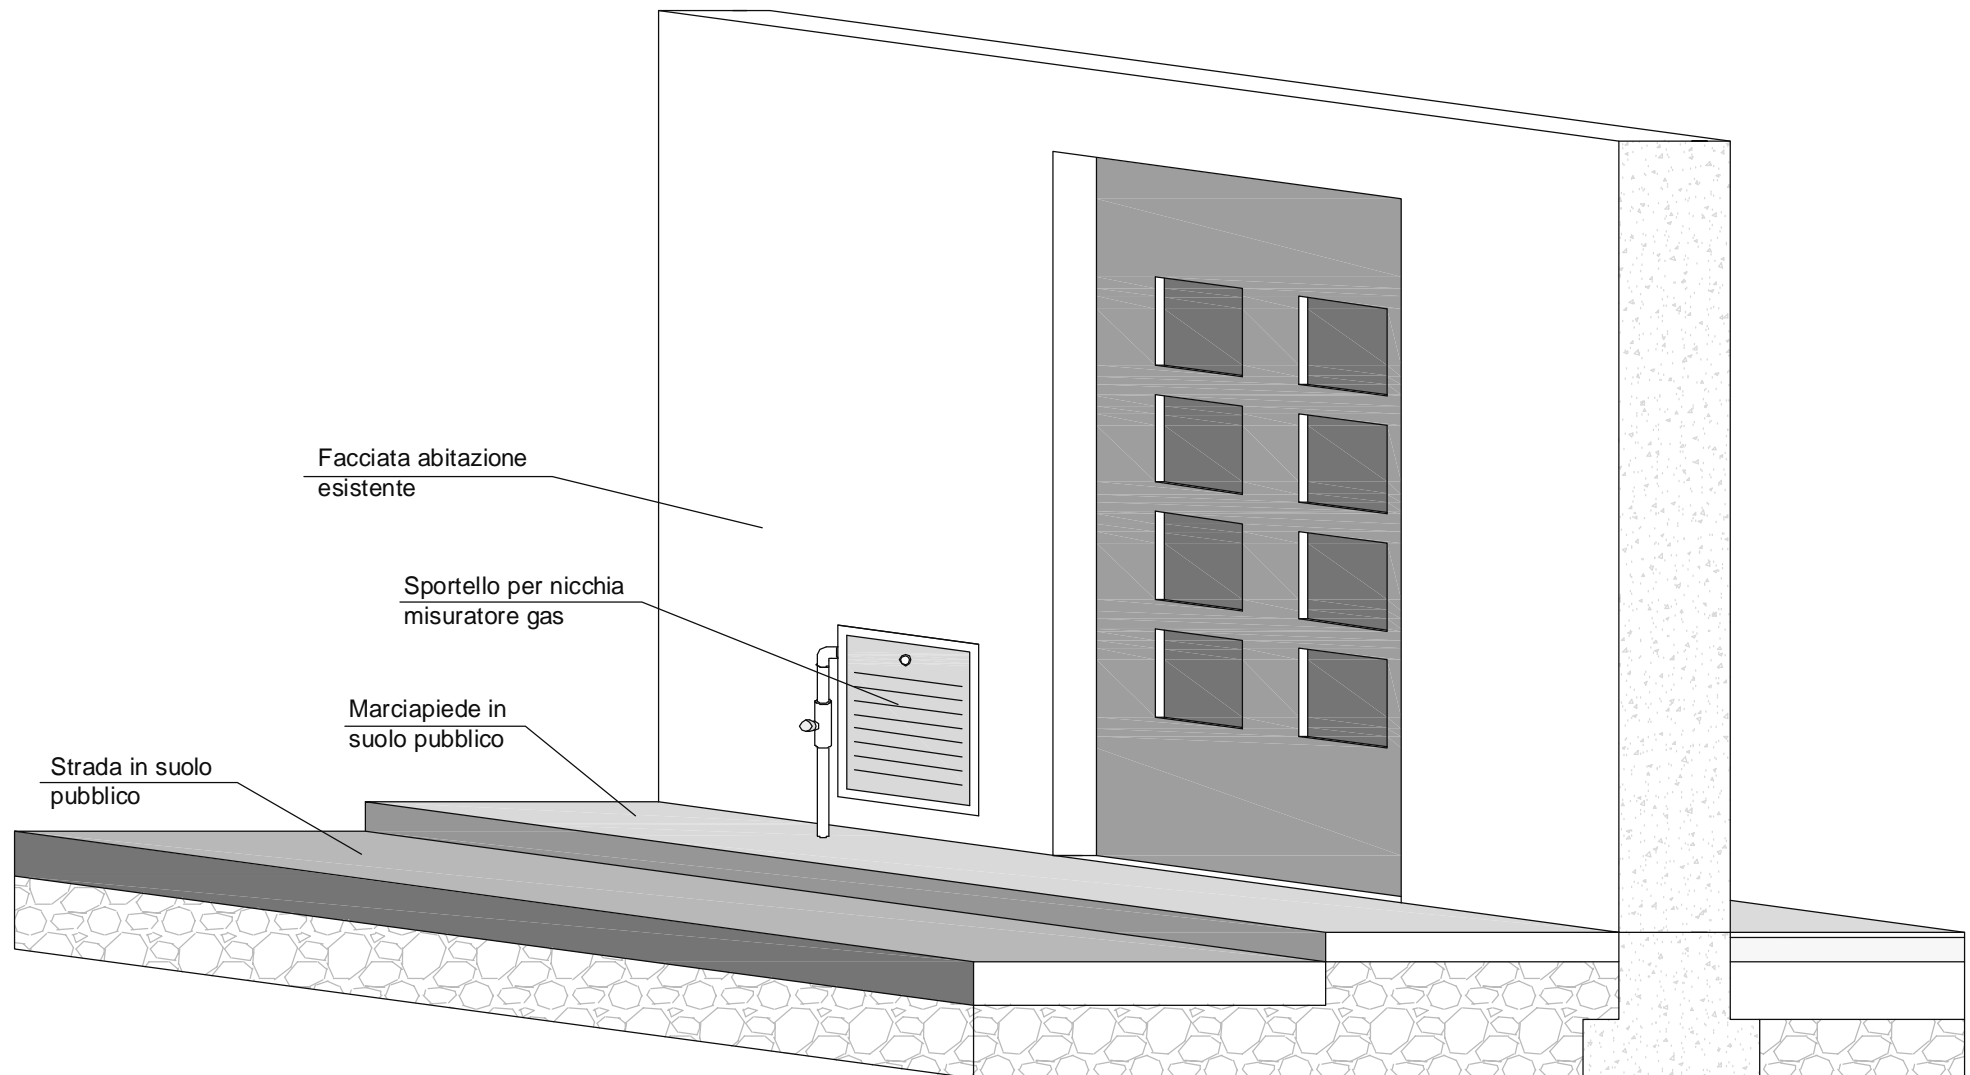 Facciata abitazione
esistente
Sportello per nicchia
misuratore gas
Marciapiede in
suolo pubblico
Strada in suolo
pubblico